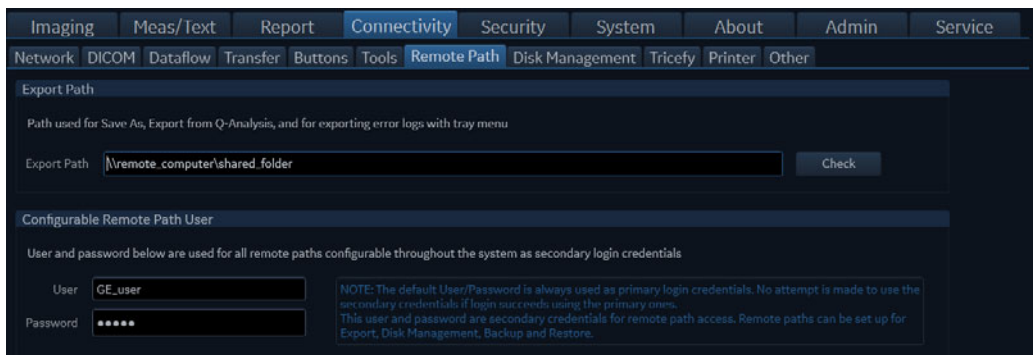 Imaging Meas/Text Report Connectivity Security System About Admin Service
Network DICOM Dataflow Transfer Buttons Tools Remote Path Disk Management Tricefy Printer Other
Export Path
Path used for Save As, Export from Q-Analysis, and for exporting error logs with tray menu
Export Path \\remote_computer\shared_folder Check
Configurable Remote Path User
User and password below are used for all remote paths configurable throughout the system as secondary login credentials
User GE_user
Password •••••
NOTE: The default User/Password is always used as primary login credentials. No attempt is made to use the
secondary credentials if login succeeds using the primary ones.
This user and password are secondary credentials for remote path access. Remote paths can be set up for
Export, Disk Management, Backup and Restore.